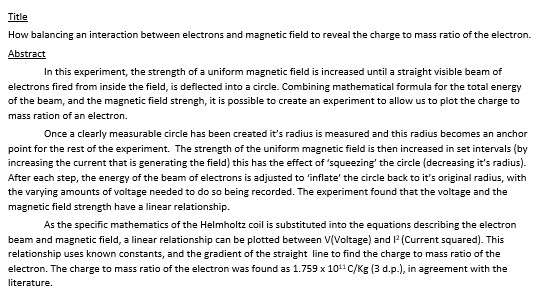 Title
How balancing an interaction between electrons and magnetic field to reveal the charge to mass ratio of the electron.
Abstract
In this experiment, the strength of a uniform magnetic field is increased until a straight visible beam of
electrons fired from inside the field, is deflected into a circle. Combining mathematical formula for the total energy
of the beam, and the magnetic field strengh, it is possible to create an experiment to allow us to plot the charge to
mass ration of an electron.
Once a clearly measurable circle has been created it's radius is measured and this radius becomes an anchor
point for the rest of the experiment. The strength of the uniform magnetic field is then increased in set intervals (by
increasing the current that is generating the field) this has the effect of 'squeezing' the circle (decreasing it's radius).
After each step, the energy of the beam of electrons is adjusted to 'inflate' the circle back to it's original radius, with
the varying amounts of voltage needed to do so being recorded. The experiment found that the voltage and the
magnetic field strength have a linear relationship.
As the specific mathematics of the Helmholtz coil is substituted into the equations describing the electron
beam and magnetic field, a linear relationship can be plotted between V(Voltage) and I² (Current squared). This
relationship uses known constants, and the gradient of the straight line to find the charge to mass ratio of the
electron. The charge to mass ratio of the electron was found as 1.759 x 10¹¹ C/Kg (3 d.p.), in agreement with the
literature.